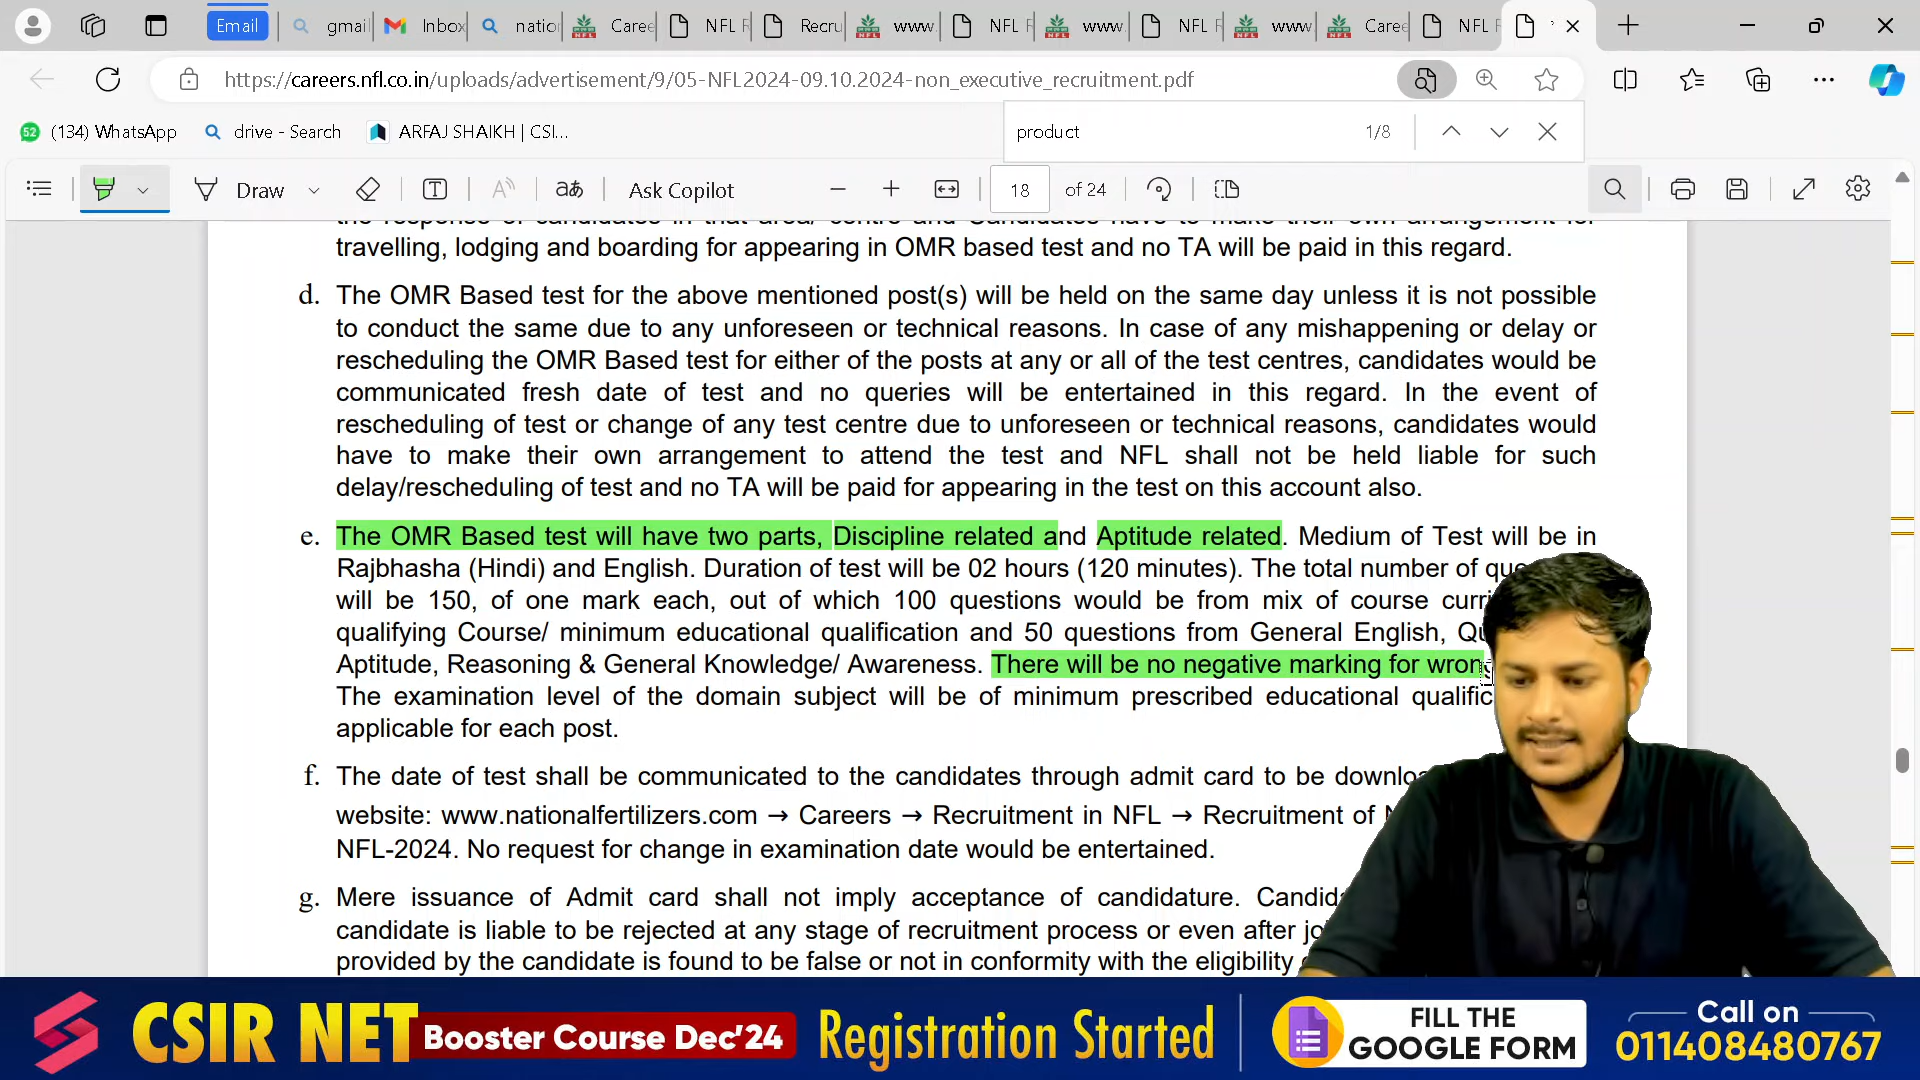 Email
gmail
Inbox
natio
Caree
NFL R
Recru
www.
NFL R
www.
NFL R
www
Caree
NFL F
https://careers.nfl.co.in/uploads/advertisement/9/05-NFL2024-09.10.2024-non_executive_recruitment.pdf
52
(134) WhatsApp
drive - Search
ARFAJ SHAIKH | CSI...
product
1/8
Draw
Ask Copilot
18
of 24
travelling, lodging and boarding for appearing in OMR based test and no TA will be paid in this regard.
d. The OMR Based test for the above mentioned post(s) will be held on the same day unless it is not possible
to conduct the same due to any unforeseen or technical reasons. In case of any mishappening or delay or
rescheduling the OMR Based test for either of the posts at any or all of the test centres, candidates would be
communicated fresh date of test and no queries will be entertained in this regard. In the event of
rescheduling of test or change of any test centre due to unforeseen or technical reasons, candidates would
have to make their own arrangement to attend the test and NFL shall not be held liable for such
delay/rescheduling of test and no TA will be paid for appearing in the test on this account also.
e. The OMR Based test will have two parts, Discipline related and Aptitude related. Medium of Test will be in
Rajbhasha (Hindi) and English. Duration of test will be 02 hours (120 minutes). The total number of
will be 150, of one mark each, out of which 100 questions would be from mix of course
qualifying Course/ minimum educational qualification and 50 questions from General English,
Aptitude, Reasoning & General Knowledge/ Awareness. There will be no negative marking for wron
The examination level of the domain subject will be of minimum prescribed educational
applicable for each post.
f. The date of test shall be communicated to the candidates through admit card to be
website: www.nationalfertilizers.com → Careers → Recruitment in NFL → Recruitment of
NFL-2024. No request for change in examination date would be entertained.
g. Mere issuance of Admit card shall not imply acceptance of candidature.
candidate is liable to be rejected at any stage of recruitment process or even after
provided by the candidate is found to be false or not in conformity with the eligibility
CSIR NET
Booster Course Dec'24
Registration Started
FILL THE
GOOGLE FORM
Call on
011408480767